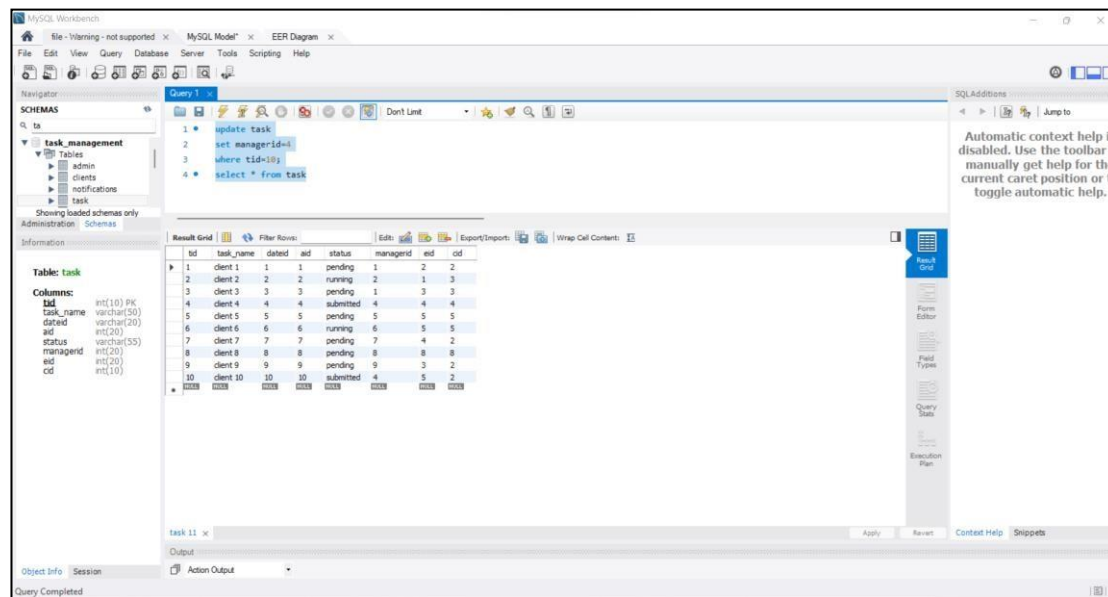 MySQL Workbench
file - Warning - not supported × MySQL Model* × EER Diagram ×
File Edit View Query Database Server Tools Scripting Help
Navigator
SCHEMAS
ta
task_management
Tables
admin
clients
notifications
task
Showing loaded schemas only
Administration Schemas
Information
Table: task
Columns:
tid int(10) PK
task_name varchar(50)
dateid varchar(20)
aid int(20)
status varchar(55)
managerid int(20)
eid int(20)
cid int(10)
Object Info Session
Query Completed
Query 1 ×
Don't Limit
1 update task
2 set managerid=4
3 where tid=10;
4 select * from task
Result Grid Filter Rows: Edit: Export/Import: Wrap Cell Content:
tid task_name dateid aid status managerid eid cid
1 client 1 1 1 pending 1 2 2
2 client 2 2 2 running 2 1 3
3 client 3 3 3 pending 1 3 3
4 client 4 4 4 submitted 4 4 4
5 client 5 5 5 pending 5 5 5
6 client 6 6 6 running 6 5 5
7 client 7 7 7 pending 7 4 2
8 client 8 8 8 pending 8 8 8
9 client 9 9 9 pending 9 3 2
10 client 10 10 10 submitted 4 5 2
NULL NULL NULL NULL NULL NULL NULL NULL
Result
Grid
Form
Editor
Field
Types
Query
Stats
Execution
Plan
task 11 ×
Apply Revert
Output
Action Output
SQLAdditions
Jump to
Automatic context help i
disabled. Use the toolbar
manually get help for th
current caret position or t
toggle automatic help.
Context Help Snippets